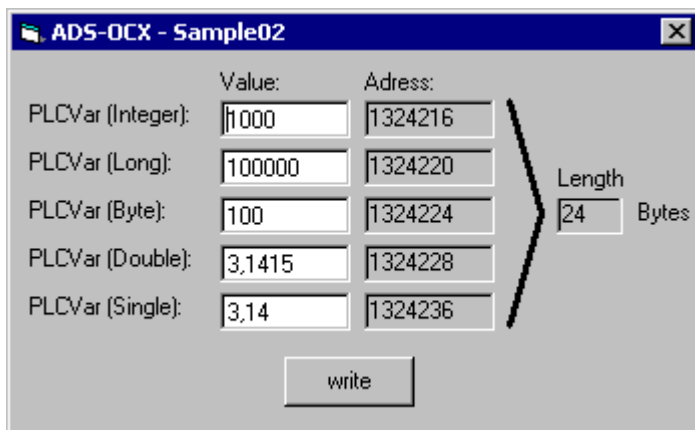 ADS-OCX - Sample02
Value: Adress:
PLCVar (Integer): 1000 1324216
PLCVar (Long): 100000 1324220
Length
PLCVar (Byte): 100 1324224 24 Bytes
PLCVar (Double): 3,1415 1324228
PLCVar (Single): 3,14 1324236
write